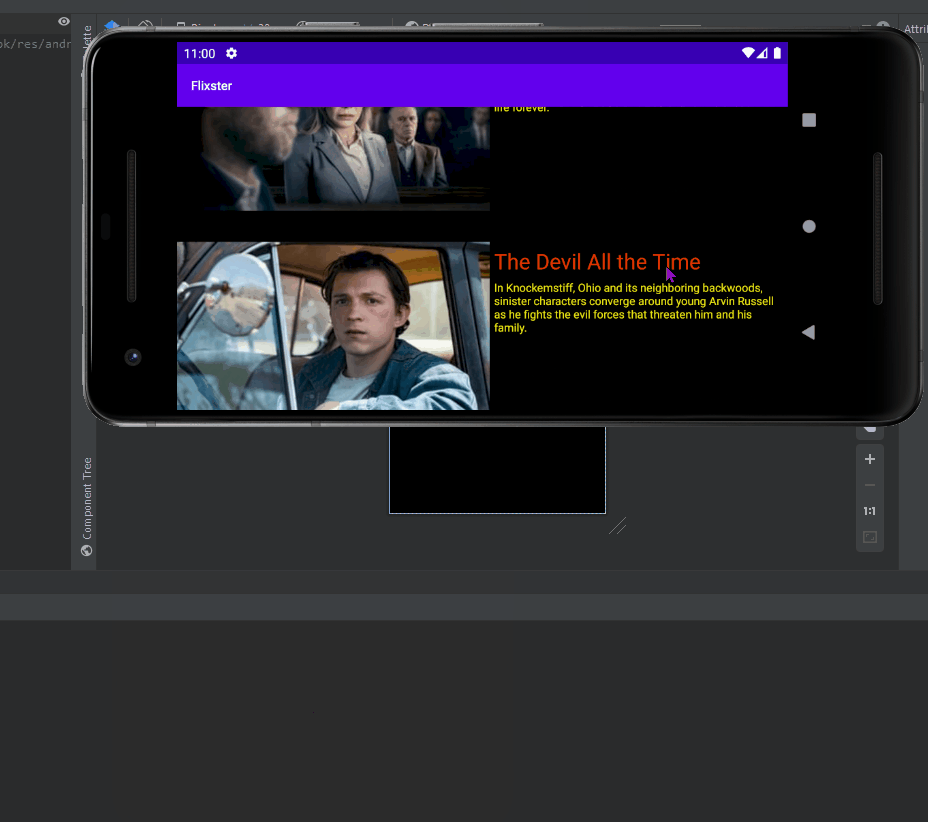 ok/res/andr
Attri
11:00
Flixster
life forever.
The Devil All the Time
In Knockemstiff, Ohio and its neighboring backwoods,
sinister characters converge around young Arvin Russell
as he fights the evil forces that threaten him and his
family.
Component Tree
1:1